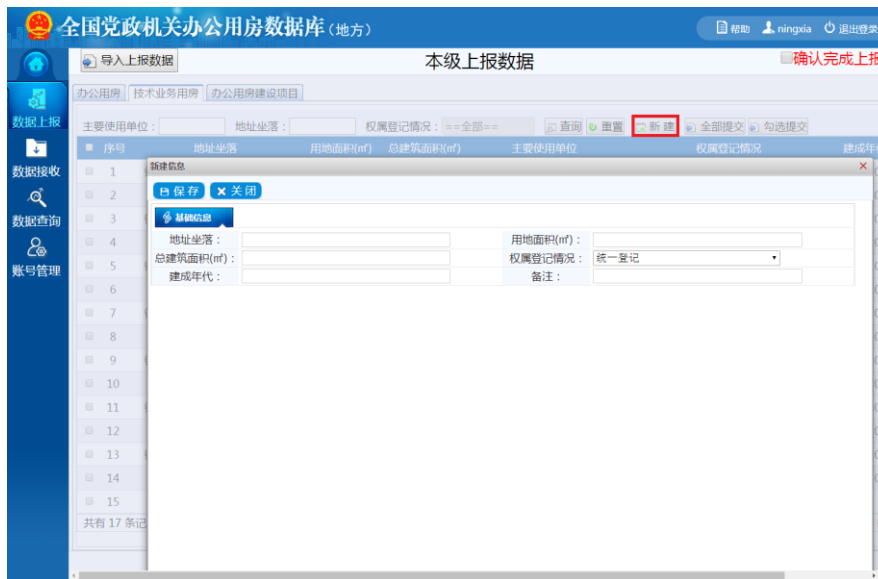 全国党政机关办公用房数据库(地方)
帮助 ningxia 退出登录
导入上报数据 本级上报数据 确认完成上报
办公用房 技术业务用房 办公用房建设项目
数据上报
主要使用单位： 地址坐落： 权属登记情况： ==全部== 查询 重置 新建 全部提交 勾选提交
序号 地址坐落 用地面积(㎡) 总建筑面积(㎡) 主要使用单位 权属登记情况 建成年
数据接收
数据查询
账号管理
新建信息
保存 关闭
基础信息
地址坐落： 用地面积(㎡)：
总建筑面积(㎡)： 权属登记情况： 统一登记
建成年代： 备注：
1
2
3
4
5
6
7
8
9
10
11
12
13
14
15
共有 17 条记